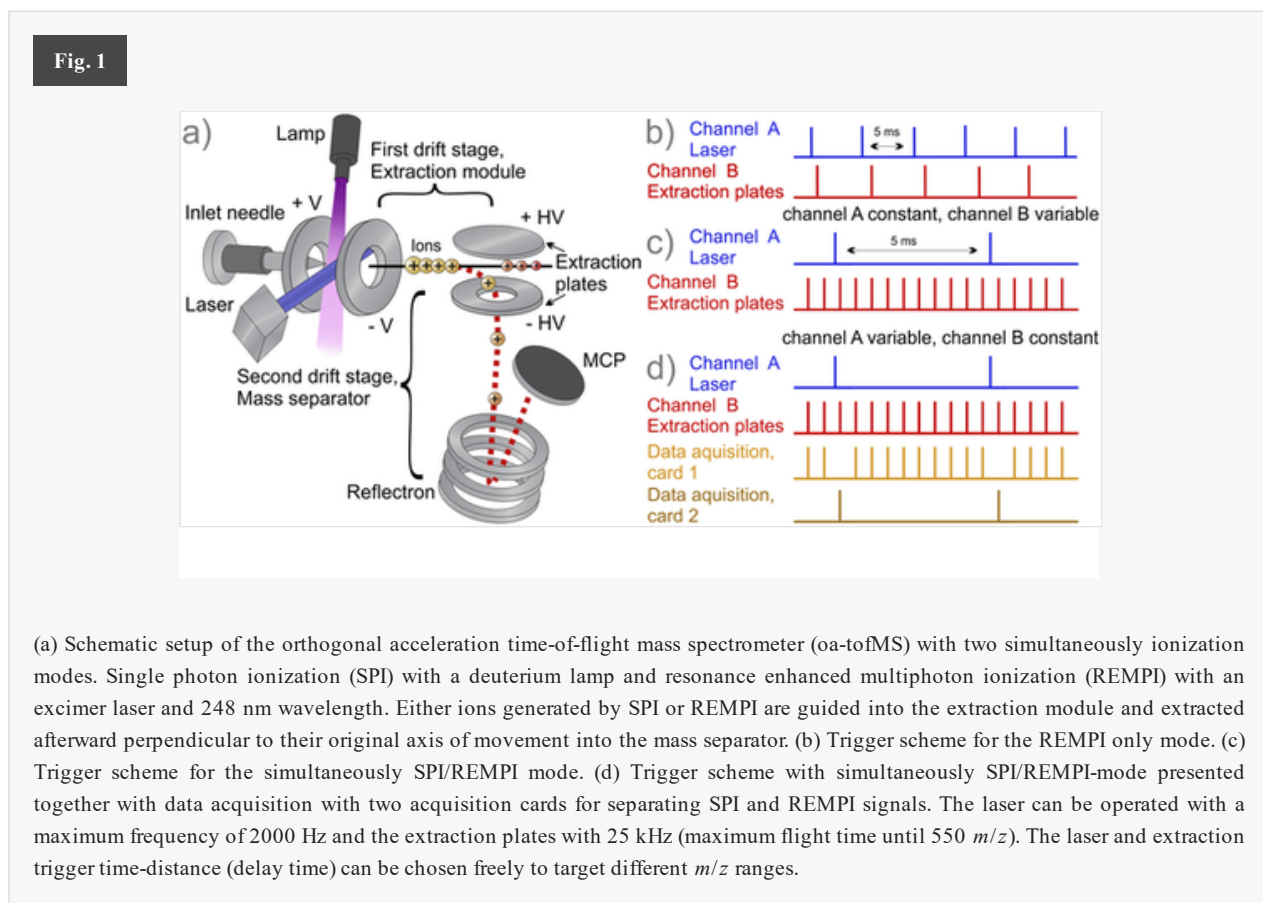 Fig. 1
a)
Lamp
First drift stage,
Extraction module
+ V
Inlet needle
+ HV
Ions
Extraction
plates
Laser
- V
- HV
MCP
Second drift stage,
Mass separator
Reflectron
b)
Channel A
Laser
5 ms
Channel B
Extraction plates
channel A constant, channel B variable
c)
Channel A
Laser
5 ms
Channel B
Extraction plates
channel A variable, channel B constant
d)
Channel A
Laser
Channel B
Extraction plates
Data aquisition,
card 1
Data aquisition,
card 2
(a) Schematic setup of the orthogonal acceleration time-of-flight mass spectrometer (oa-tofMS) with two simultaneously ionization
modes. Single photon ionization (SPI) with a deuterium lamp and resonance enhanced multiphoton ionization (REMPI) with an
excimer laser and 248 nm wavelength. Either ions generated by SPI or REMPI are guided into the extraction module and extracted
afterward perpendicular to their original axis of movement into the mass separator. (b) Trigger scheme for the REMPI only mode. (c)
Trigger scheme for the simultaneously SPI/REMPI mode. (d) Trigger scheme with simultaneously SPI/REMPI-mode presented
together with data acquisition with two acquisition cards for separating SPI and REMPI signals. The laser can be operated with a
maximum frequency of 2000 Hz and the extraction plates with 25 kHz (maximum flight time until 550 m/z). The laser and extraction
trigger time-distance (delay time) can be chosen freely to target different m/z ranges.